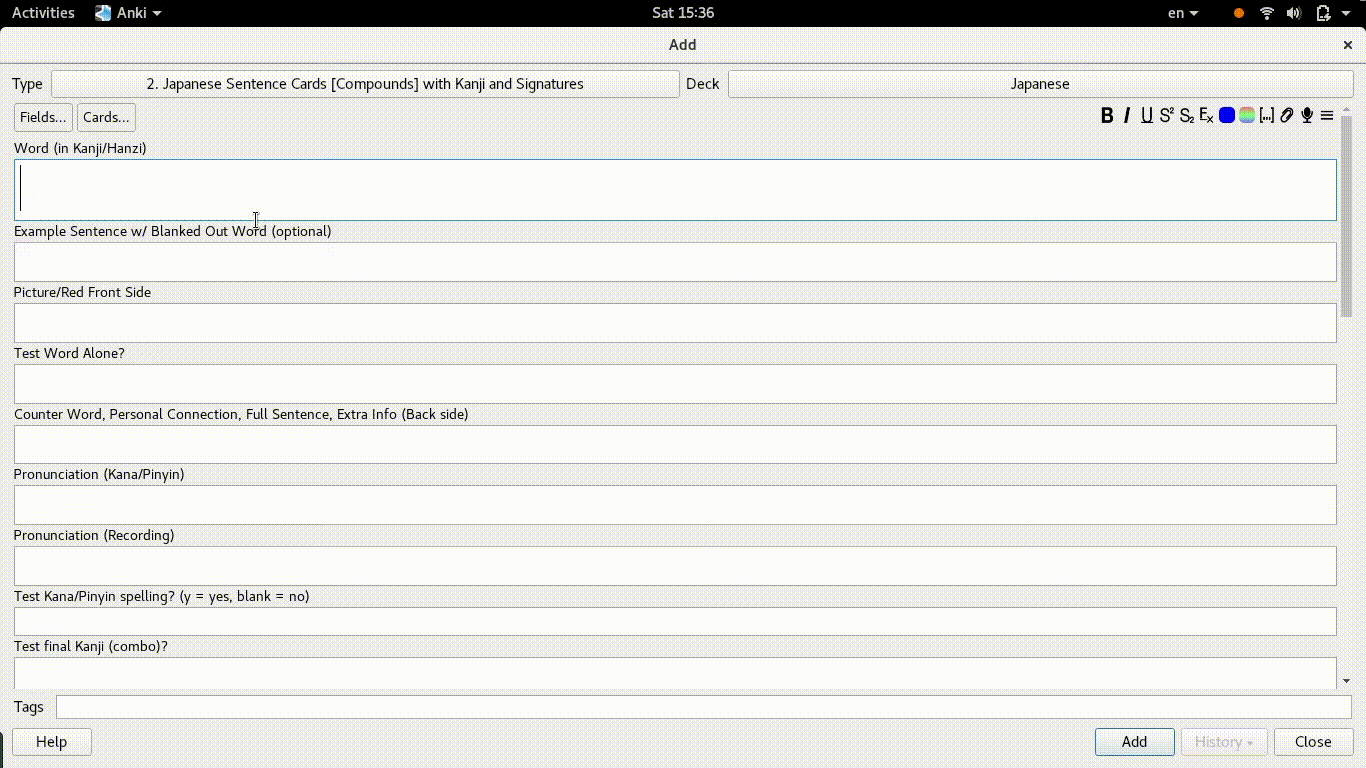 Activities Anki Sat 15:36 en
Add
Type 2. Japanese Sentence Cards [Compounds] with Kanji and Signatures Deck Japanese
Fields... Cards... B I U S² S₂ Ex [...]
Word (in Kanji/Hanzi)
Example Sentence w/ Blanked Out Word (optional)
Picture/Red Front Side
Test Word Alone?
Counter Word, Personal Connection, Full Sentence, Extra Info (Back side)
Pronunciation (Kana/Pinyin)
Pronunciation (Recording)
Test Kana/Pinyin spelling? (y = yes, blank = no)
Test final Kanji (combo)?
Tags
Help Add History Close